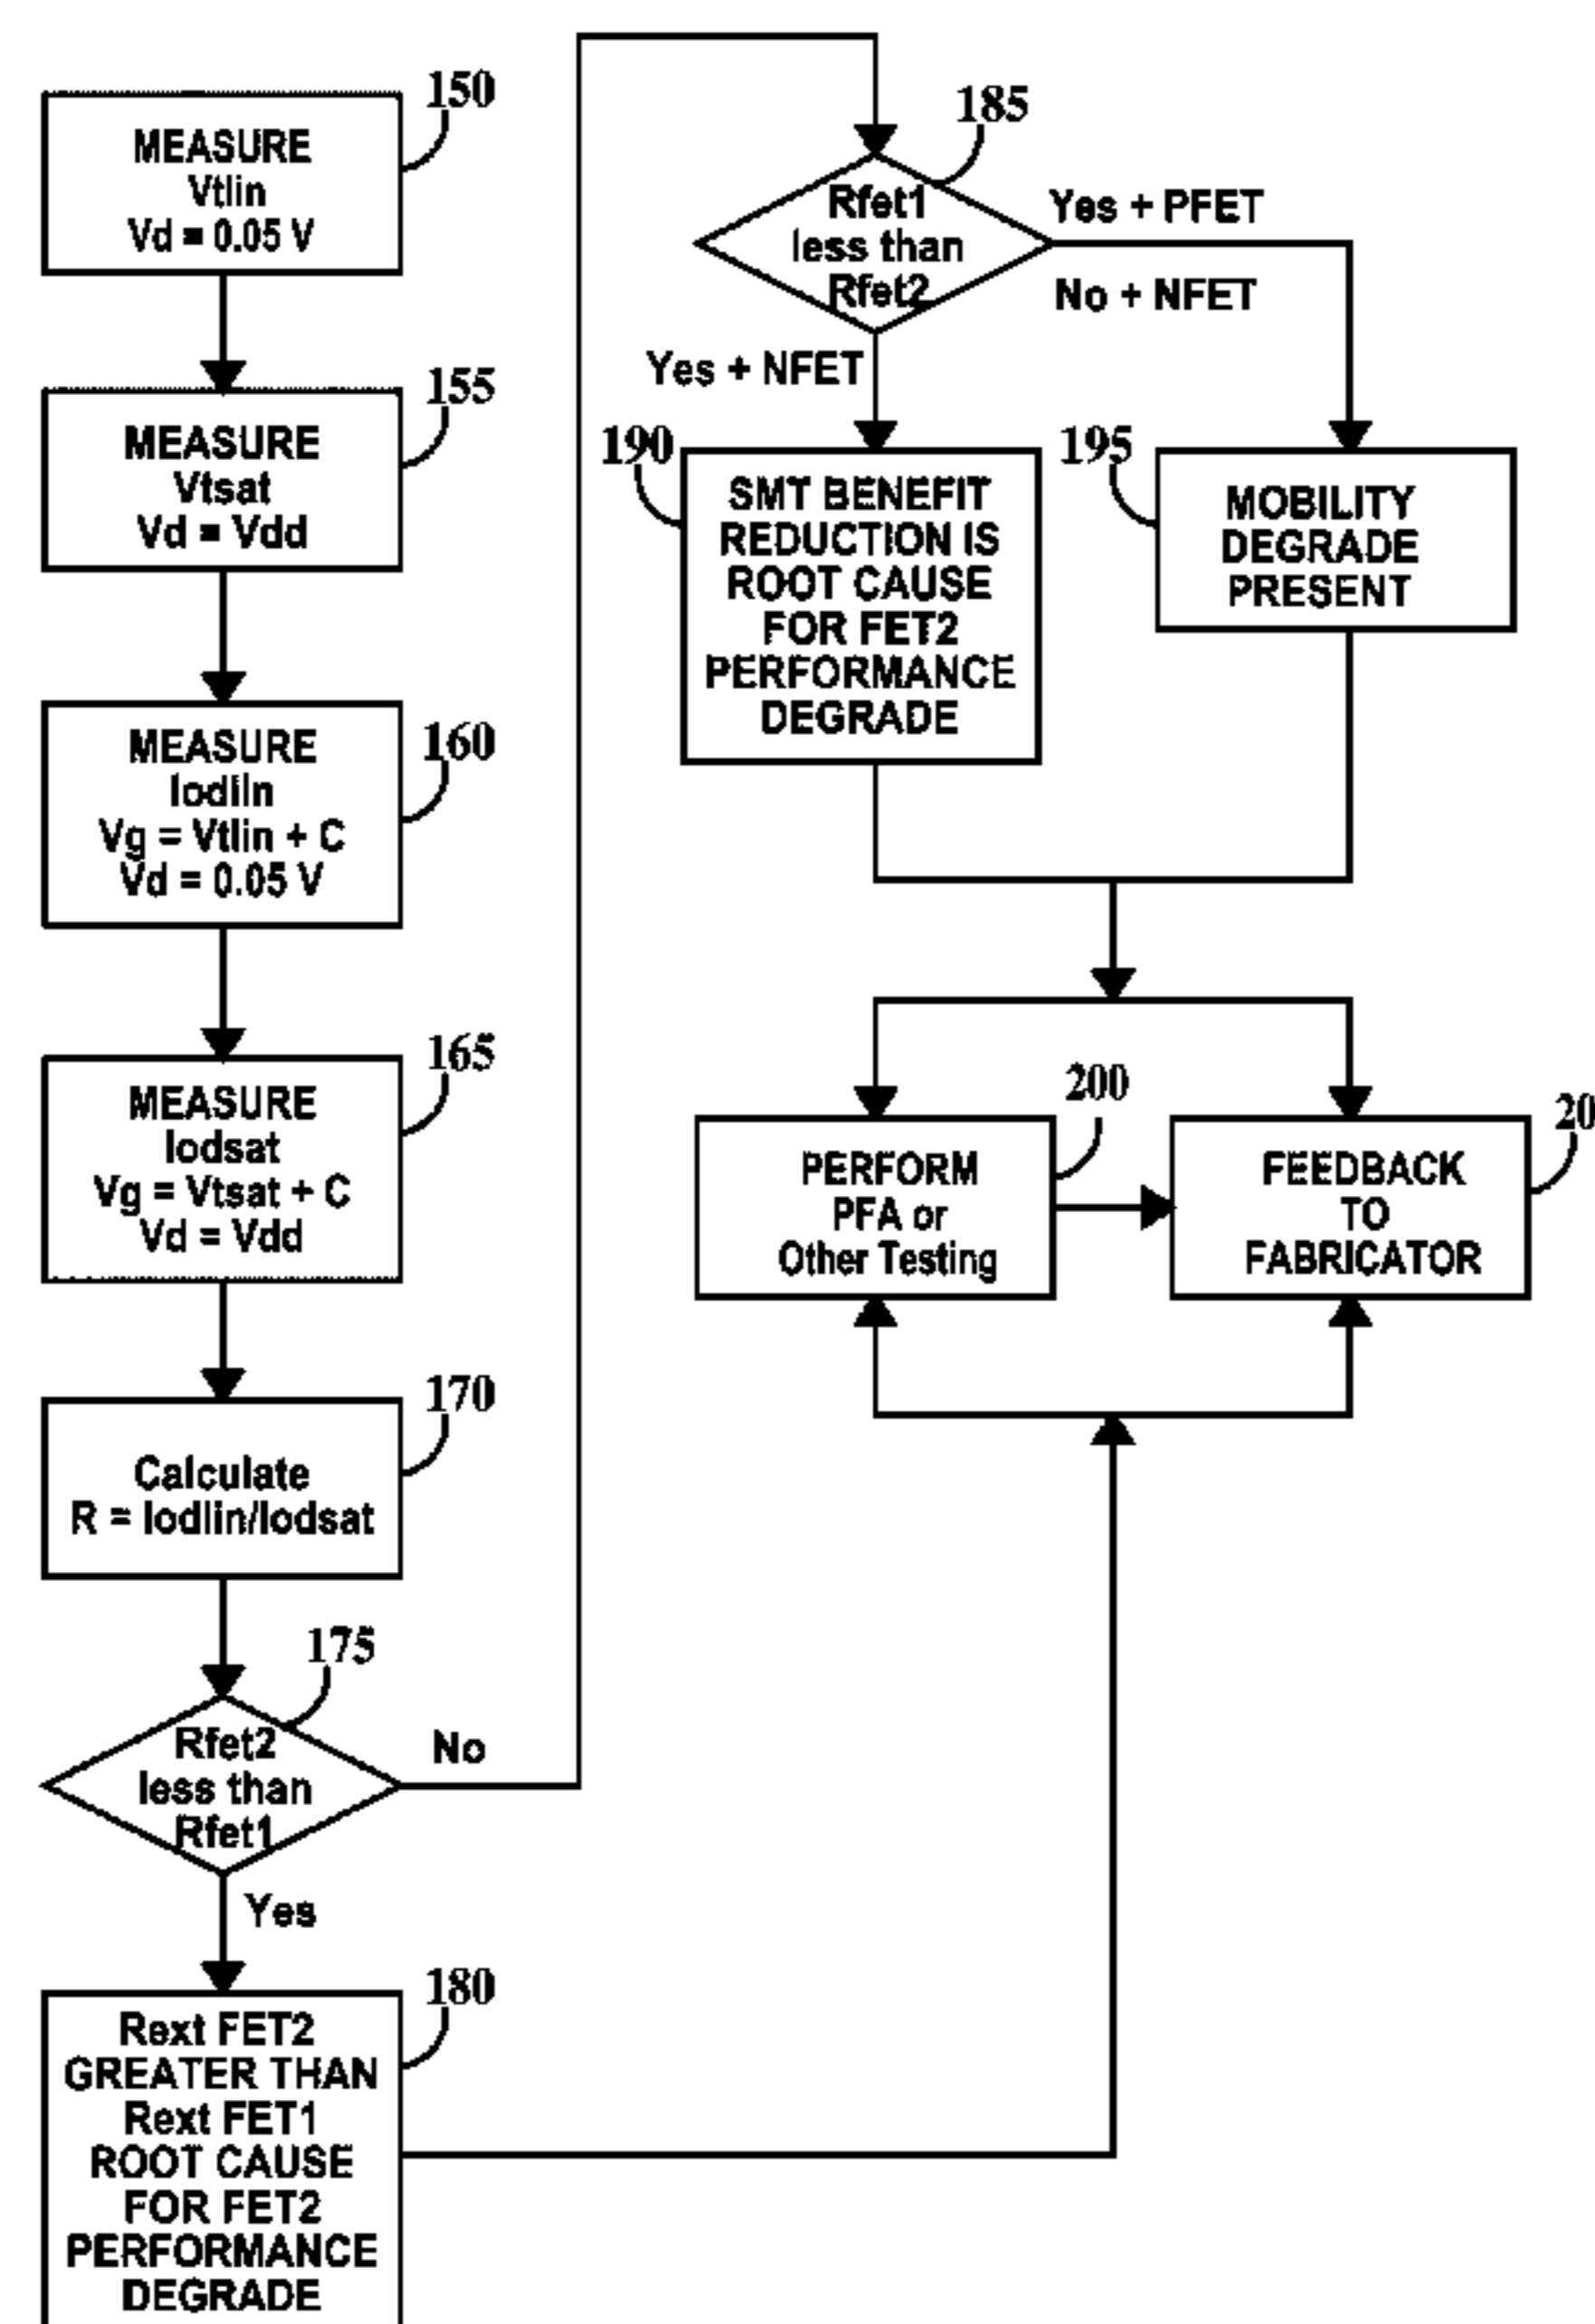 150
MEASURE
Vtlin
Vd = 0.05 V
155
MEASURE
Vtsat
Vd = Vdd
160
MEASURE
Iodlin
Vg = Vtlin + C
Vd = 0.05 V
165
MEASURE
Iodsat
Vg = Vtsat + C
Vd = Vdd
170
Calculate
R = Iodlin/Iodsat
175
Rfet2
less than
Rfet1
No
Yes
180
Rext FET2
GREATER THAN
Rext FET1
ROOT CAUSE
FOR FET2
PERFORMANCE
DEGRADE
185
Rfet1
less than
Rfet2
Yes + PFET
No + NFET
Yes + NFET
190
SMT BENEFIT
REDUCTION IS
ROOT CAUSE
FOR FET2
PERFORMANCE
DEGRADE
195
MOBILITY
DEGRADE
PRESENT
200
PERFORM
PFA or
Other Testing
20
FEEDBACK
TO
FABRICATOR